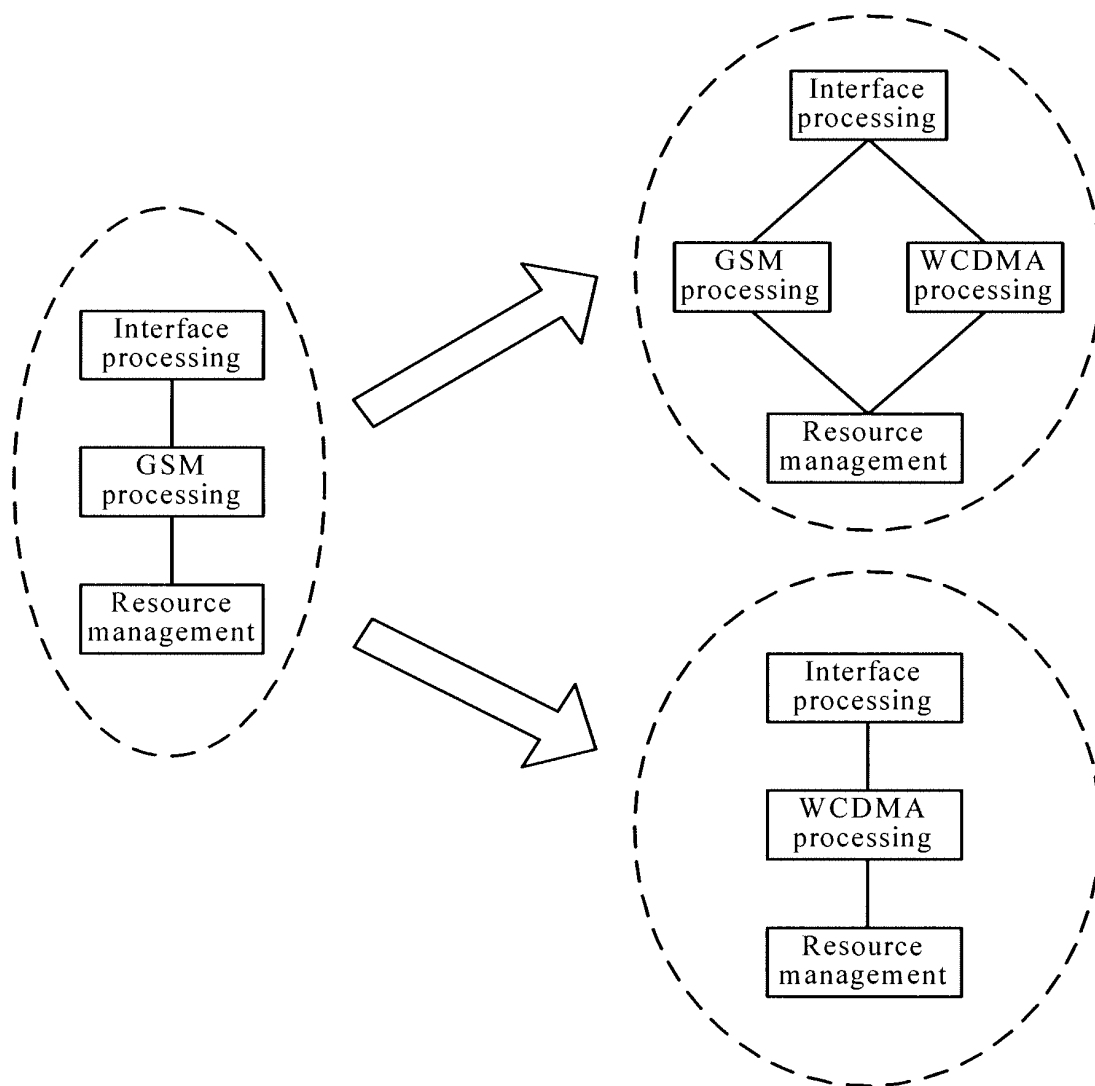 Interface
processing
GSM
processing
Resource
management
Interface
processing
GSM
processing
WCDMA
processing
Resource
management
Interface
processing
WCDMA
processing
Resource
management